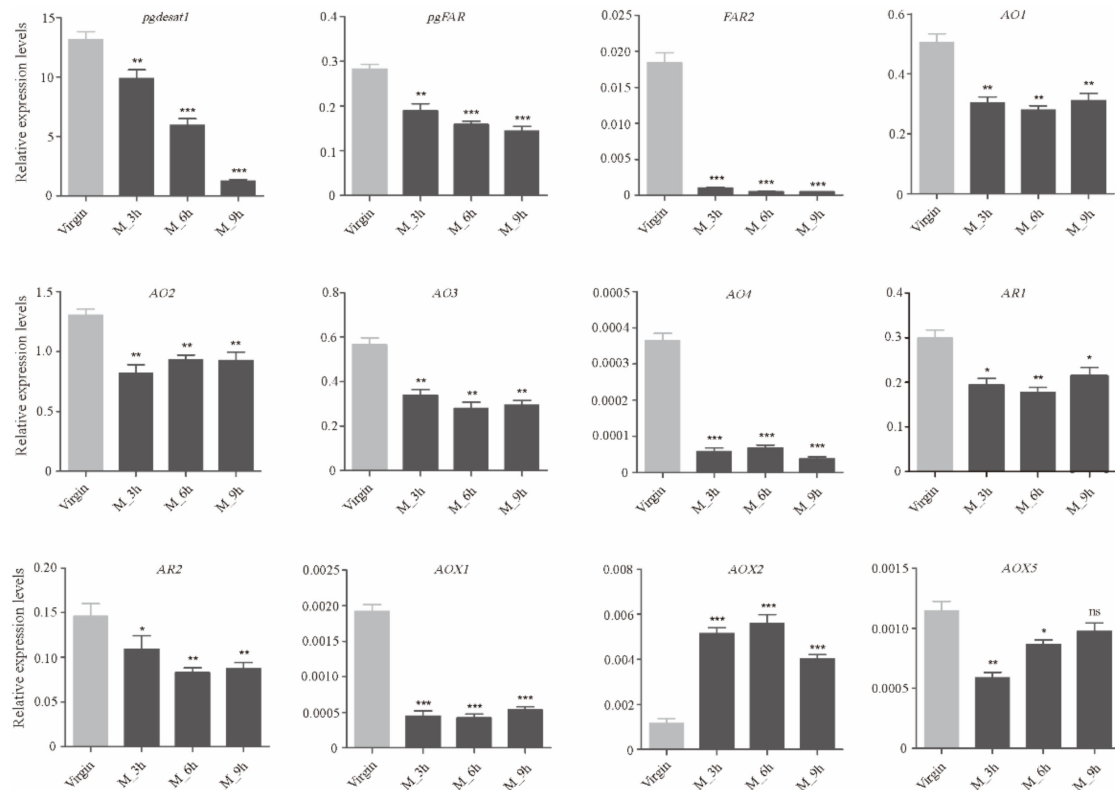 pgdesat1
Relative expression levels
15
10
5
0
**
***
***
Virgin
M_3h
M_6h
M_9h
pgFAR
0.4
0.3
0.2
0.1
0
**
***
***
Virgin
M_3h
M_6h
M_9h
FAR2
0.025
0.020
0.015
0.010
0.005
0
***
***
***
Virgin
M_3h
M_6h
M_9h
AO1
0.6
0.4
0.2
0
**
**
**
Virgin
M_3h
M_6h
M_9h
AO2
Relative expression levels
1.5
1.0
0.5
0
**
**
**
Virgin
M_3h
M_6h
M_9h
AO3
0.8
0.6
0.4
0.2
0
**
**
**
Virgin
M_3h
M_6h
M_9h
AO4
0.0005
0.0004
0.0003
0.0002
0.0001
0
***
***
***
Virgin
M_3h
M_6h
M_9h
AR1
0.4
0.3
0.2
0.1
0
*
**
*
Virgin
M_3h
M_6h
M_9h
AR2
Relative expression levels
0.20
0.15
0.10
0.05
0
*
**
**
Virgin
M_3h
M_6h
M_9h
AOX1
0.0025
0.0020
0.0015
0.0010
0.0005
0
***
***
***
Virgin
M_3h
M_6h
M_9h
AOX2
0.008
0.006
0.004
0.002
0
***
***
***
Virgin
M_3h
M_6h
M_9h
AOX5
0.0015
0.0010
0.0005
0
**
*
ns
Virgin
M_3h
M_6h
M_9h